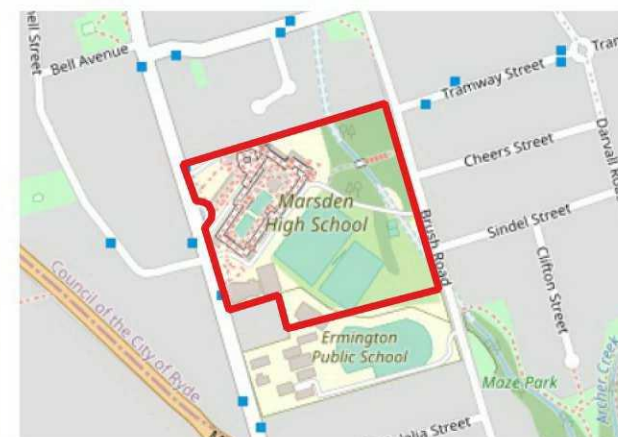 Bell Avenue
Tramway Street
Cheers Street
Marsden
High School
Brush Road
Sindel Street
Clifton Street
Council of the City of
Ryde
Ermington
Public School
Maze Park
Archer Creek
Street